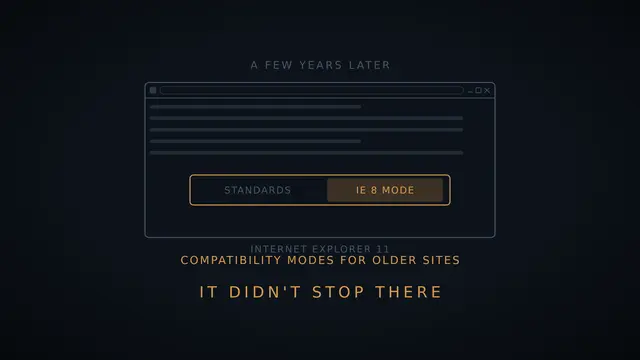 A FEW YEARS LATER
STANDARDS IE 8 MODE
INTERNET EXPLORER 11
COMPATIBILITY MODES FOR OLDER SITES
IT DIDN'T STOP THERE